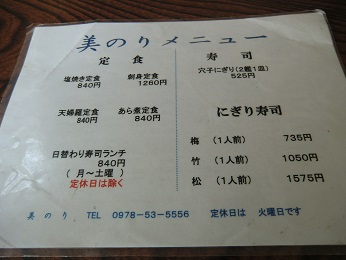 美のりメニュー
定食
塩焼き定食 刺身定食
840円 1260円
天婦羅定食 あら煮定食
840円 840円
日替わり寿司ランチ
840円
( 月～土曜 )
定休日は除く
寿司
穴子にぎり(2鑑1皿)
525円
にぎり寿司
梅 (1人前) 735円
竹 (1人前) 1050円
松 (1人前) 1575円
美のり TEL 0978-53-5556 定休日は 火曜日です